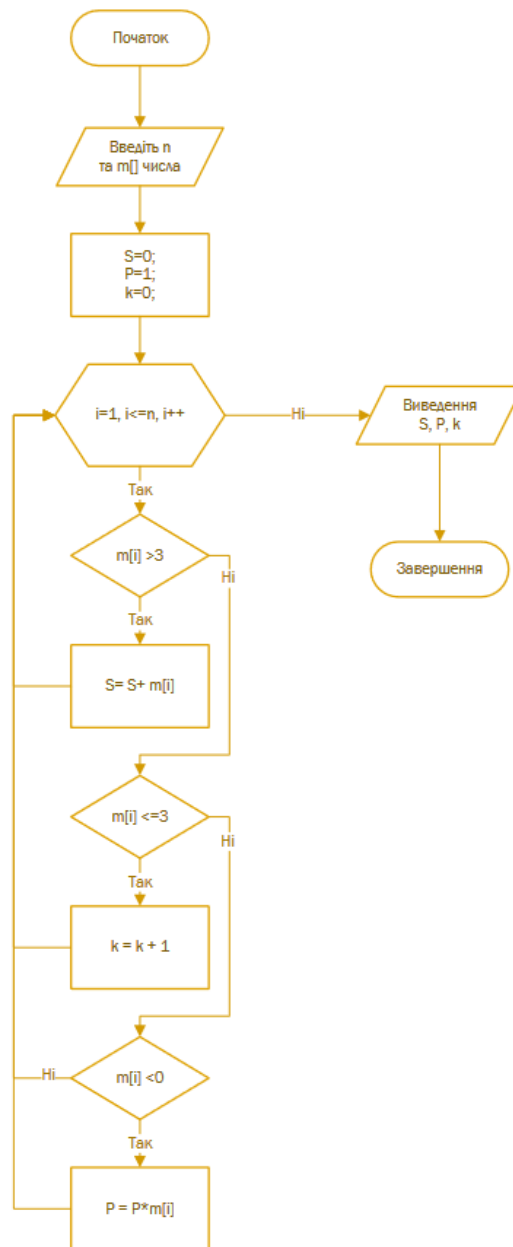 Початок
Введіть n
та m[] числа
S=0;
P=1;
k=0;
i=1, i<=n, i++
Ні
Виведення
S, P, k
Завершення
Так
m[i] >3
Ні
Так
S= S+ m[i]
m[i] <=3
Ні
Так
k = k + 1
m[i] <0
Ні
Так
P = P*m[i]